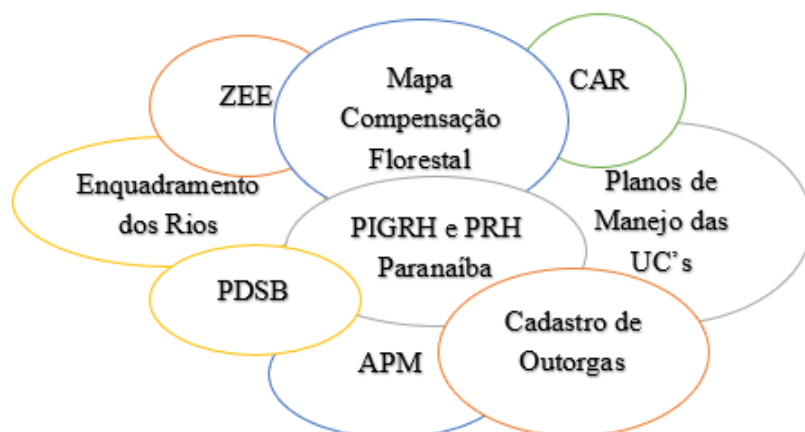 ZEE
Mapa
Compensação
Florestal
CAR
Enquadramento
dos Rios
Planos de
Manejo das
UC’s
PIGRH e PRH
Paranaíba
PDSB
Cadastro de
Outorgas
APM